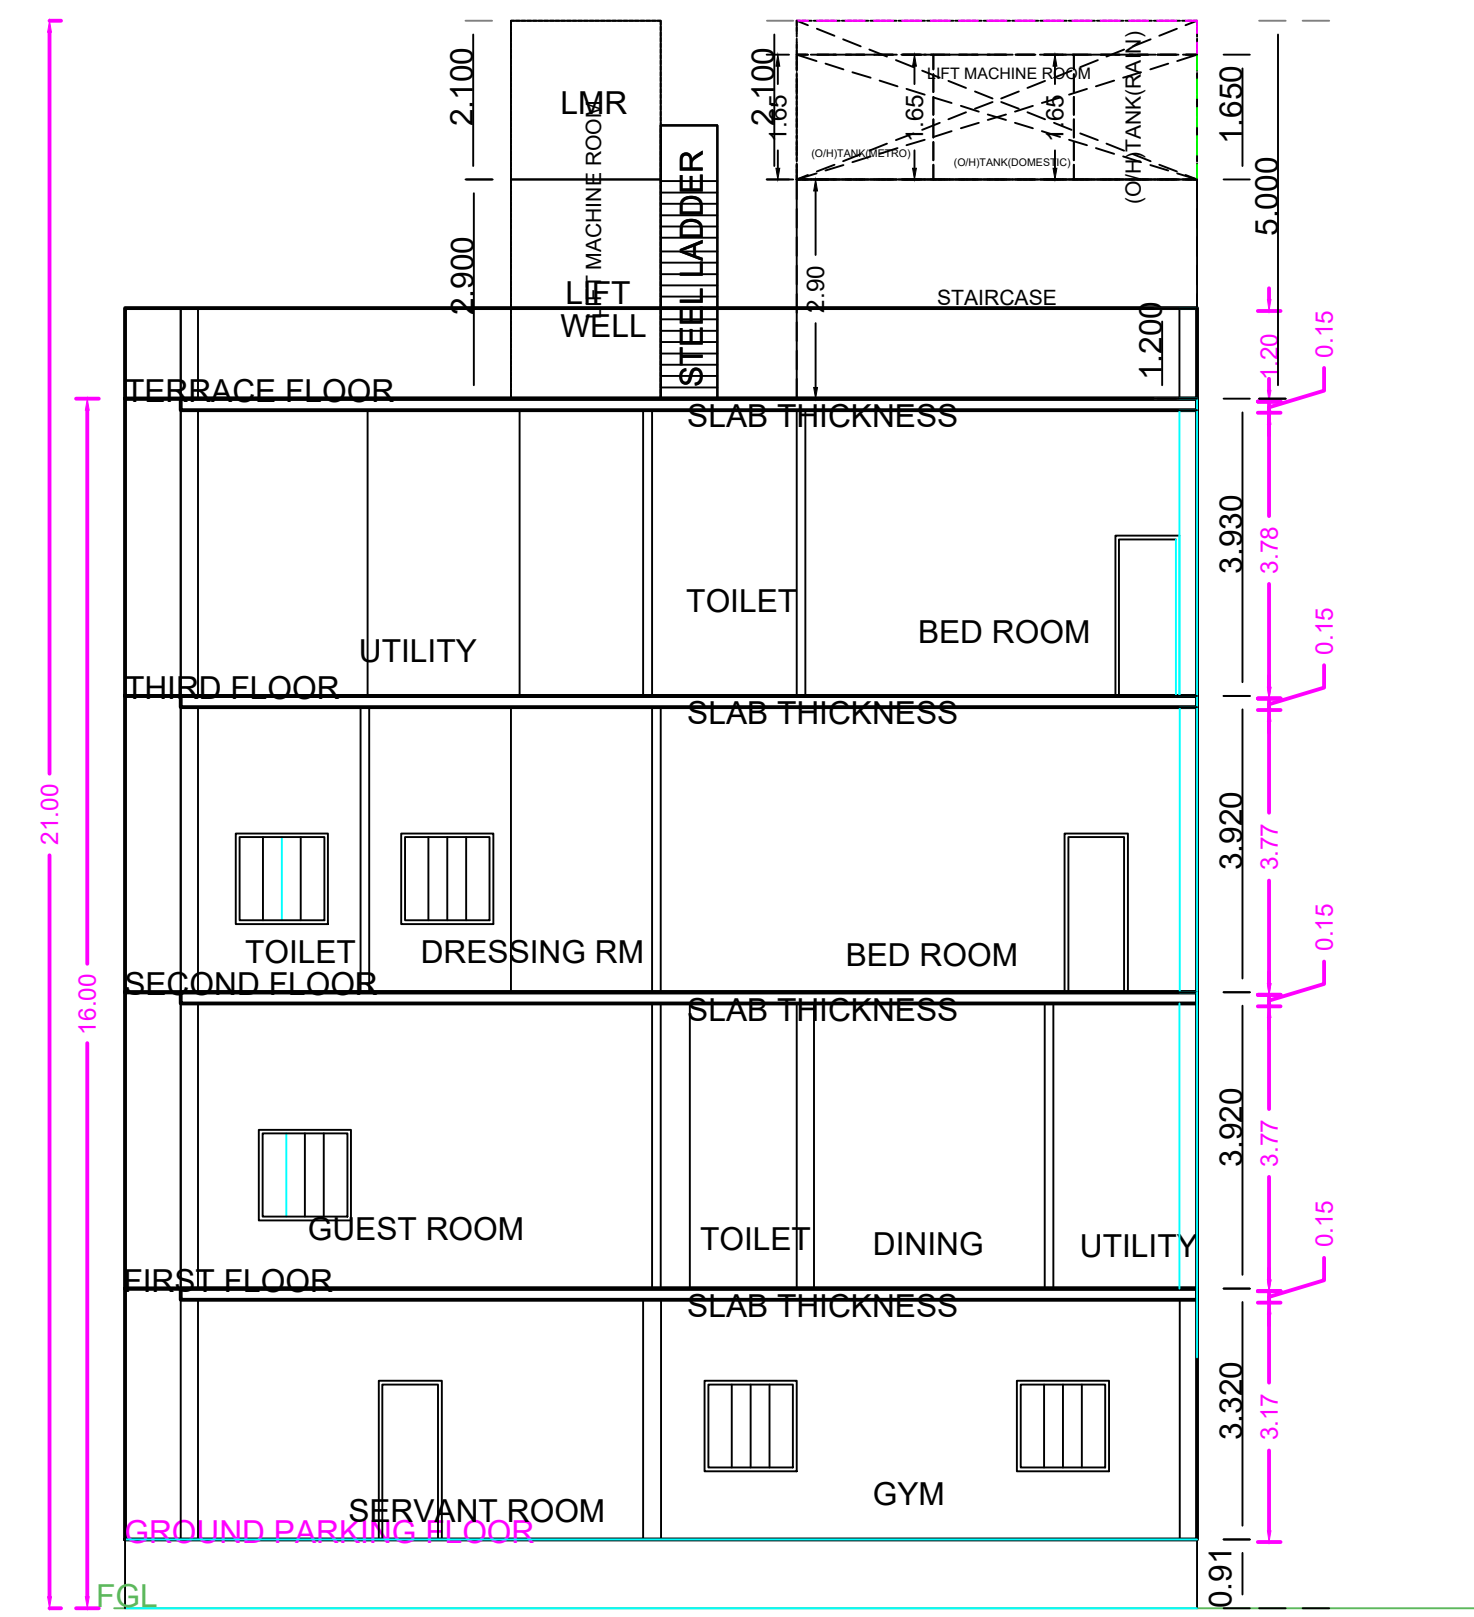 2.100
LMR
LIFT MACHINE ROOM
2.900
LIFT
WELL
STEEL LADDER
2.100
1.65
1.65
1.65
LIFT MACHINE ROOM
(O/H)TANK(METRO)
(O/H)TANK(DOMESTIC)
(O/H)TANK(RAIN)
1.650
5.000
2.90
STAIRCASE
1.200
1.20
0.15
TERRACE FLOOR
SLAB THICKNESS
3.930
3.78
TOILET
BED ROOM
UTILITY
0.15
THIRD FLOOR
SLAB THICKNESS
21.00
3.920
3.77
TOILET
DRESSING RM
BED ROOM
0.15
SECOND FLOOR
16.00
SLAB THICKNESS
3.920
3.77
GUEST ROOM
TOILET
DINING
UTILITY
0.15
FIRST FLOOR
SLAB THICKNESS
3.320
3.17
SERVANT ROOM
GYM
GROUND PARKING FLOOR
0.91
FGL